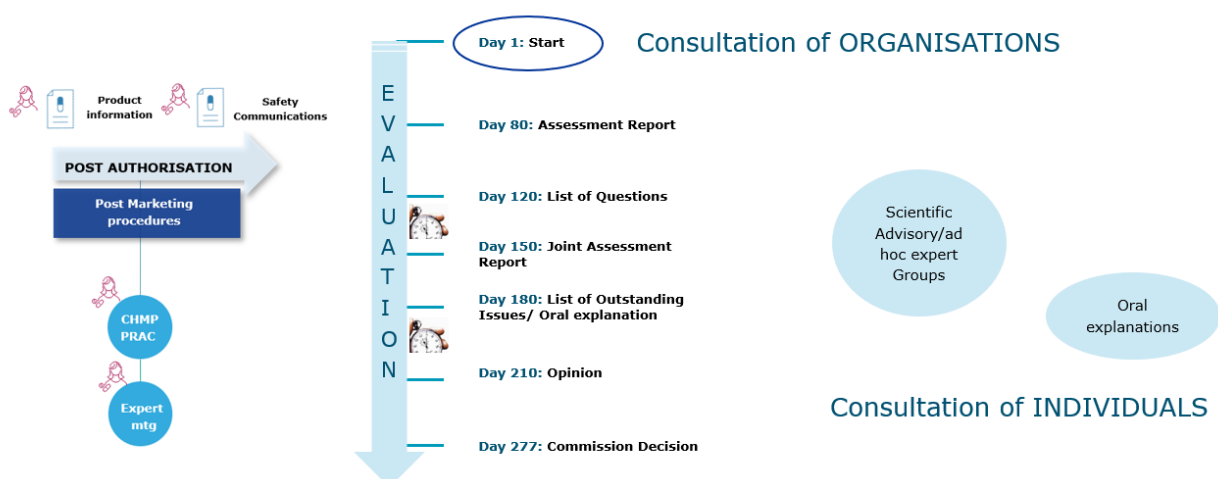 Product
information
Safety
Communications
POST AUTHORISATION
Post Marketing
procedures
CHMP
PRAC
Expert
mtg
EVALUATION
Day 1: Start
Day 80: Assessment Report
Day 120: List of Questions
Day 150: Joint Assessment
Report
Day 180: List of Outstanding
Issues/ Oral explanation
Day 210: Opinion
Day 277: Commission Decision
Consultation of ORGANISATIONS
Scientific
Advisory/ad
hoc expert
Groups
Oral
explanations
Consultation of INDIVIDUALS